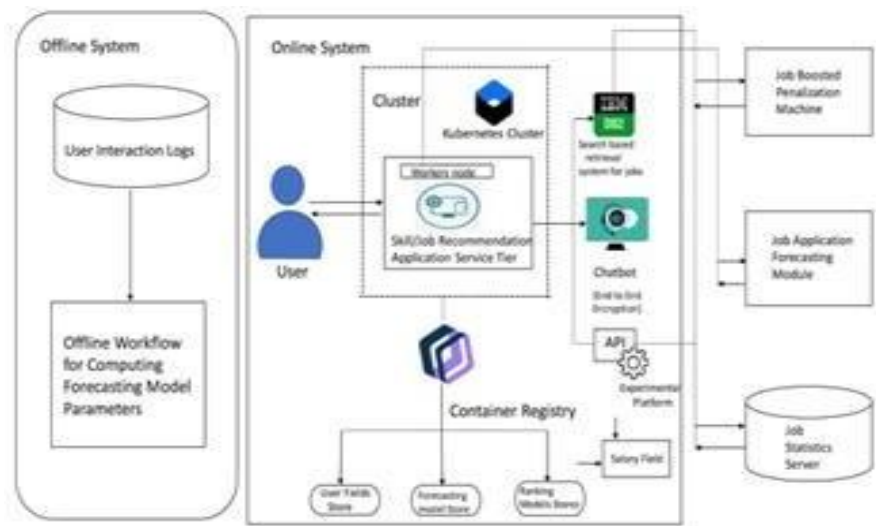 Offline System
User Interaction Logs
Offline Workflow
for Computing
Forecasting Model
Parameters
Online System
Cluster
Kubernetes Cluster
Workers node
Skill/Job Recommendation
Application Service Tier
User
IBM
DB2
Search based
retrieval
system for jobs
Chatbot
(End to End
Encryption)
API
Experimental
Platform
Salary Field
Container Registry
User Fields
Store
Forecasting
model Store
Ranking
Models Stores
Job Boosted
Penalization
Machine
Job Application
Forecasting
Module
Job
Statistics
Server